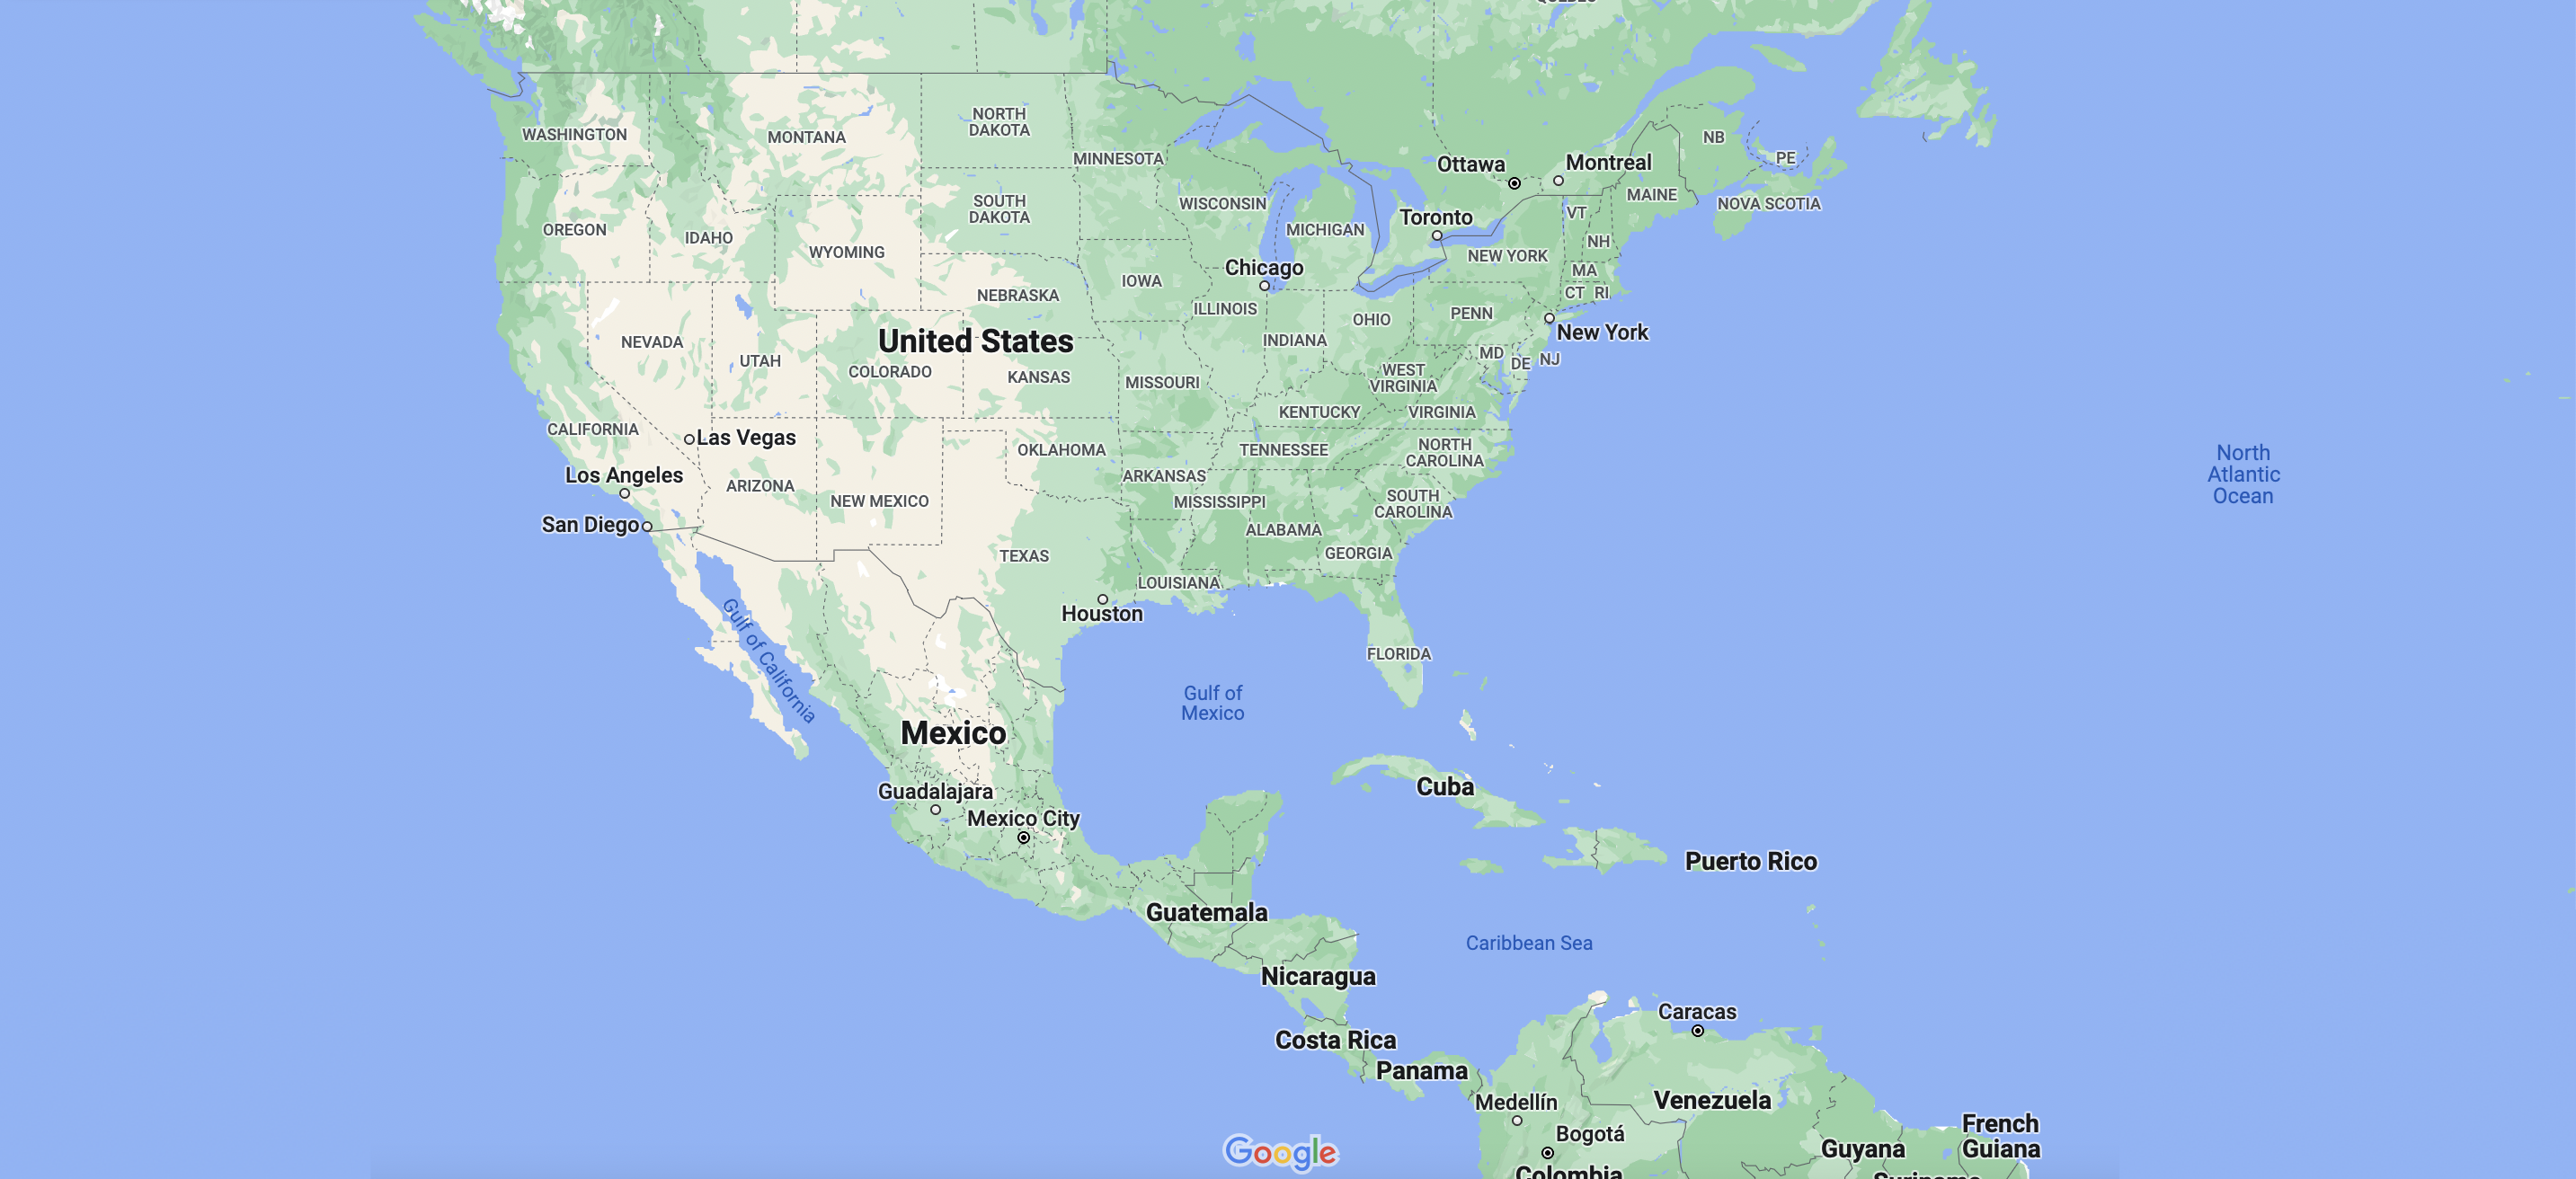 QUEBEC
WASHINGTON
MONTANA
NORTH
DAKOTA
MINNESOTA
Ottawa
Montreal
NB
PE
MAINE
NOVA SCOTIA
OREGON
IDAHO
WYOMING
SOUTH
DAKOTA
WISCONSIN
MICHIGAN
Toronto
VT
NH
NEW YORK
MA
CT
RI
Chicago
IOWA
NEBRASKA
ILLINOIS
INDIANA
OHIO
PENN
New York
NEVADA
UTAH
United States
COLORADO
KANSAS
MISSOURI
WEST
VIRGINIA
MD
DE
NJ
KENTUCKY
VIRGINIA
CALIFORNIA
Las Vegas
OKLAHOMA
TENNESSEE
NORTH
CAROLINA
North
Atlantic
Ocean
Los Angeles
ARIZONA
NEW MEXICO
ARKANSAS
MISSISSIPPI
SOUTH
CAROLINA
San Diego
ALABAMA
GEORGIA
TEXAS
LOUISIANA
Houston
FLORIDA
Gulf of California
Gulf of
Mexico
Mexico
Guadalajara
Mexico City
Cuba
Puerto Rico
Guatemala
Caribbean Sea
Nicaragua
Caracas
Costa Rica
Panama
Medellín
Venezuela
Bogotá
French
Guiana
Guyana
Google
Colombia
Suriname